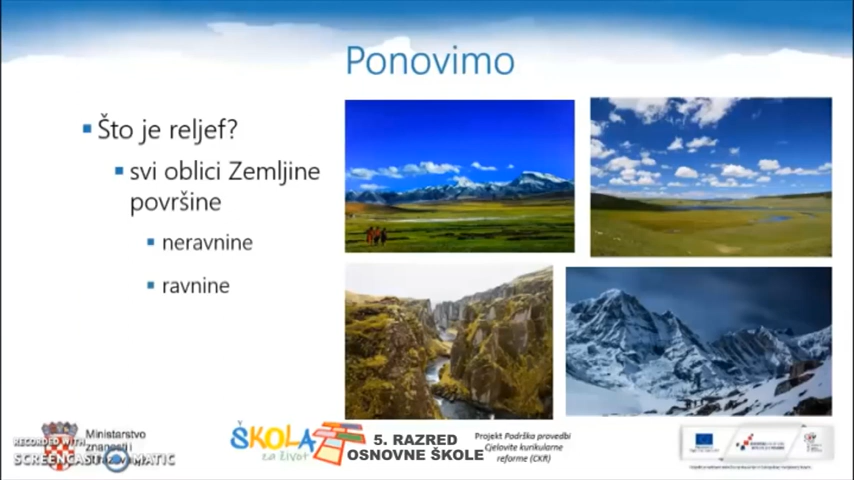 Ponovimo
Što je reljef?
svi oblici Zemljine
površine
neravnine
ravnine
RECORDED WITH
SCREENCAST MATIC
Ministarstvo
znanosti i
ŠKOLA
za život
5. RAZRED
OSNOVNE ŠKOLE
Projekt Podrška provedbi
Cjelovite kurikularne
reforme (CKR)